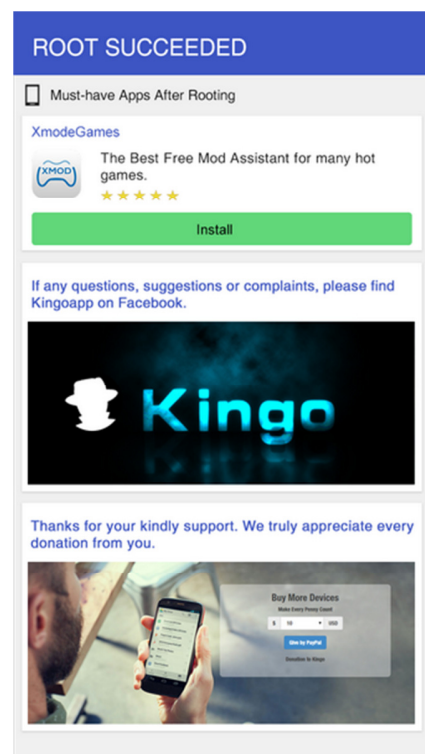 ROOT SUCCEEDED
Must-have Apps After Rooting
XmodeGames
XMOD
The Best Free Mod Assistant for many hot
games.
Install
If any questions, suggestions or complaints, please find
Kingoapp on Facebook.
Kingo
Thanks for your kindly support. We truly appreciate every
donation from you.
Buy More Devices
Make Every Penny Count
$ 10 USD
Give by PayPal
Donation to Kingo